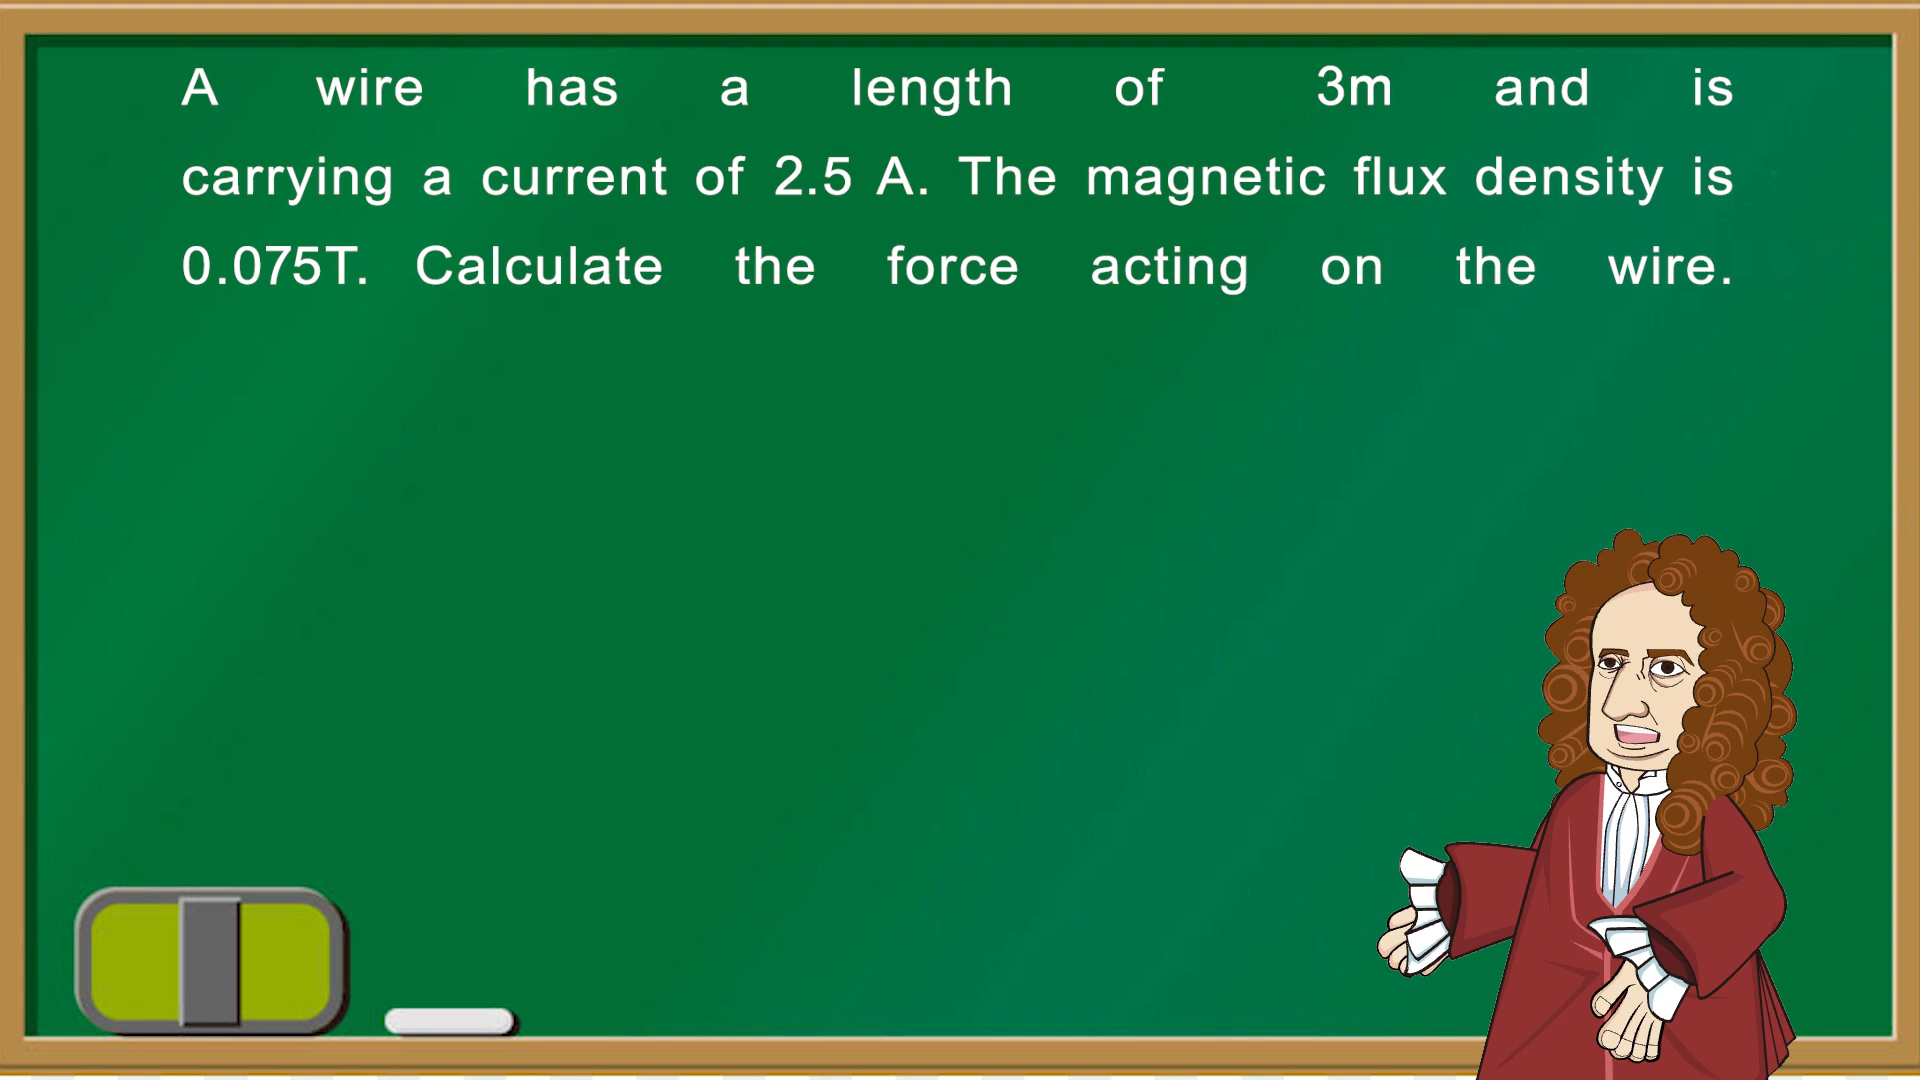 A wire has a length of 3m and is
carrying a current of 2.5 A. The magnetic flux density is
0.075T. Calculate the force acting on the wire.